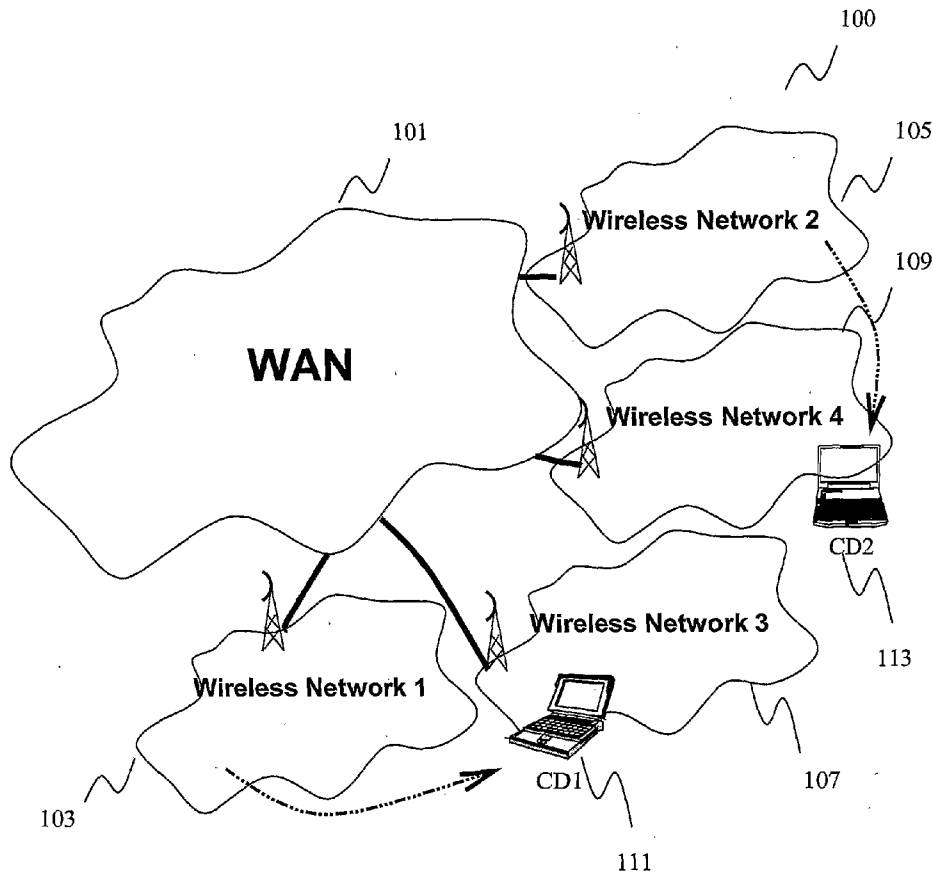 100
101
105
Wireless Network 2
109
WAN
Wireless Network 4
CD2
Wireless Network 3
113
Wireless Network 1
CD1
107
103
111